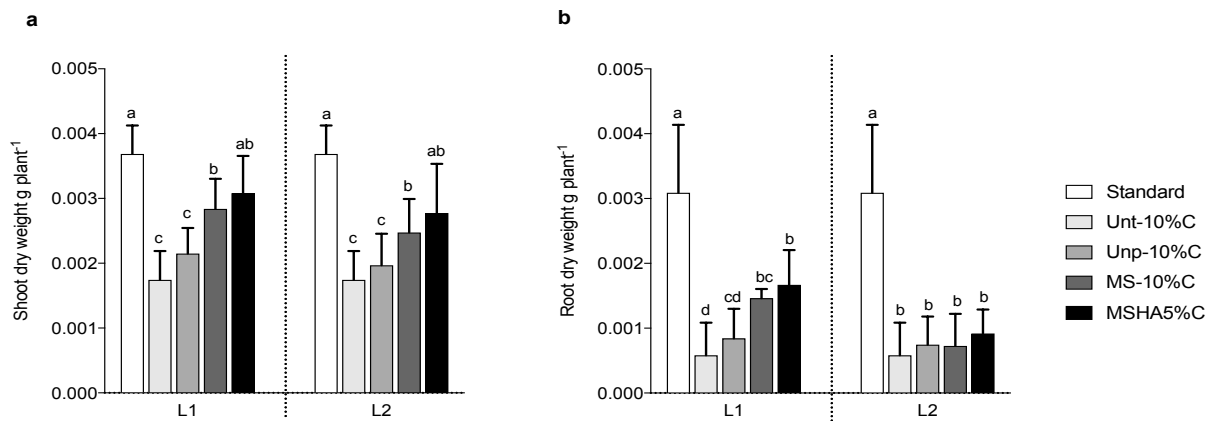 a
Shoot dry weight g plant-1
0.005
0.004
0.003
0.002
0.001
0.000
a
c
c
b
ab
a
c
c
b
ab
L1
L2
b
Root dry weight g plant-1
0.005
0.004
0.003
0.002
0.001
0.000
a
d
cd
bc
b
a
b
b
b
b
L1
L2
Standard
Unt-10%C
Unp-10%C
MS-10%C
MSHA5%C